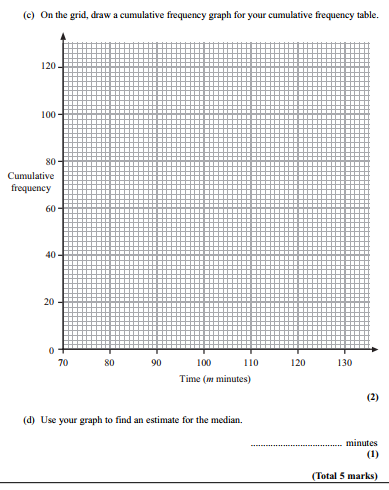 (c) On the grid, draw a cumulative frequency graph for your cumulative frequency table.
120
100
80
Cumulative
frequency
60
40
20
0
70 80 90 100 110 120 130
Time (m minutes)
(2)
(d) Use your graph to find an estimate for the median.
...................................... minutes
(1)
(Total 5 marks)